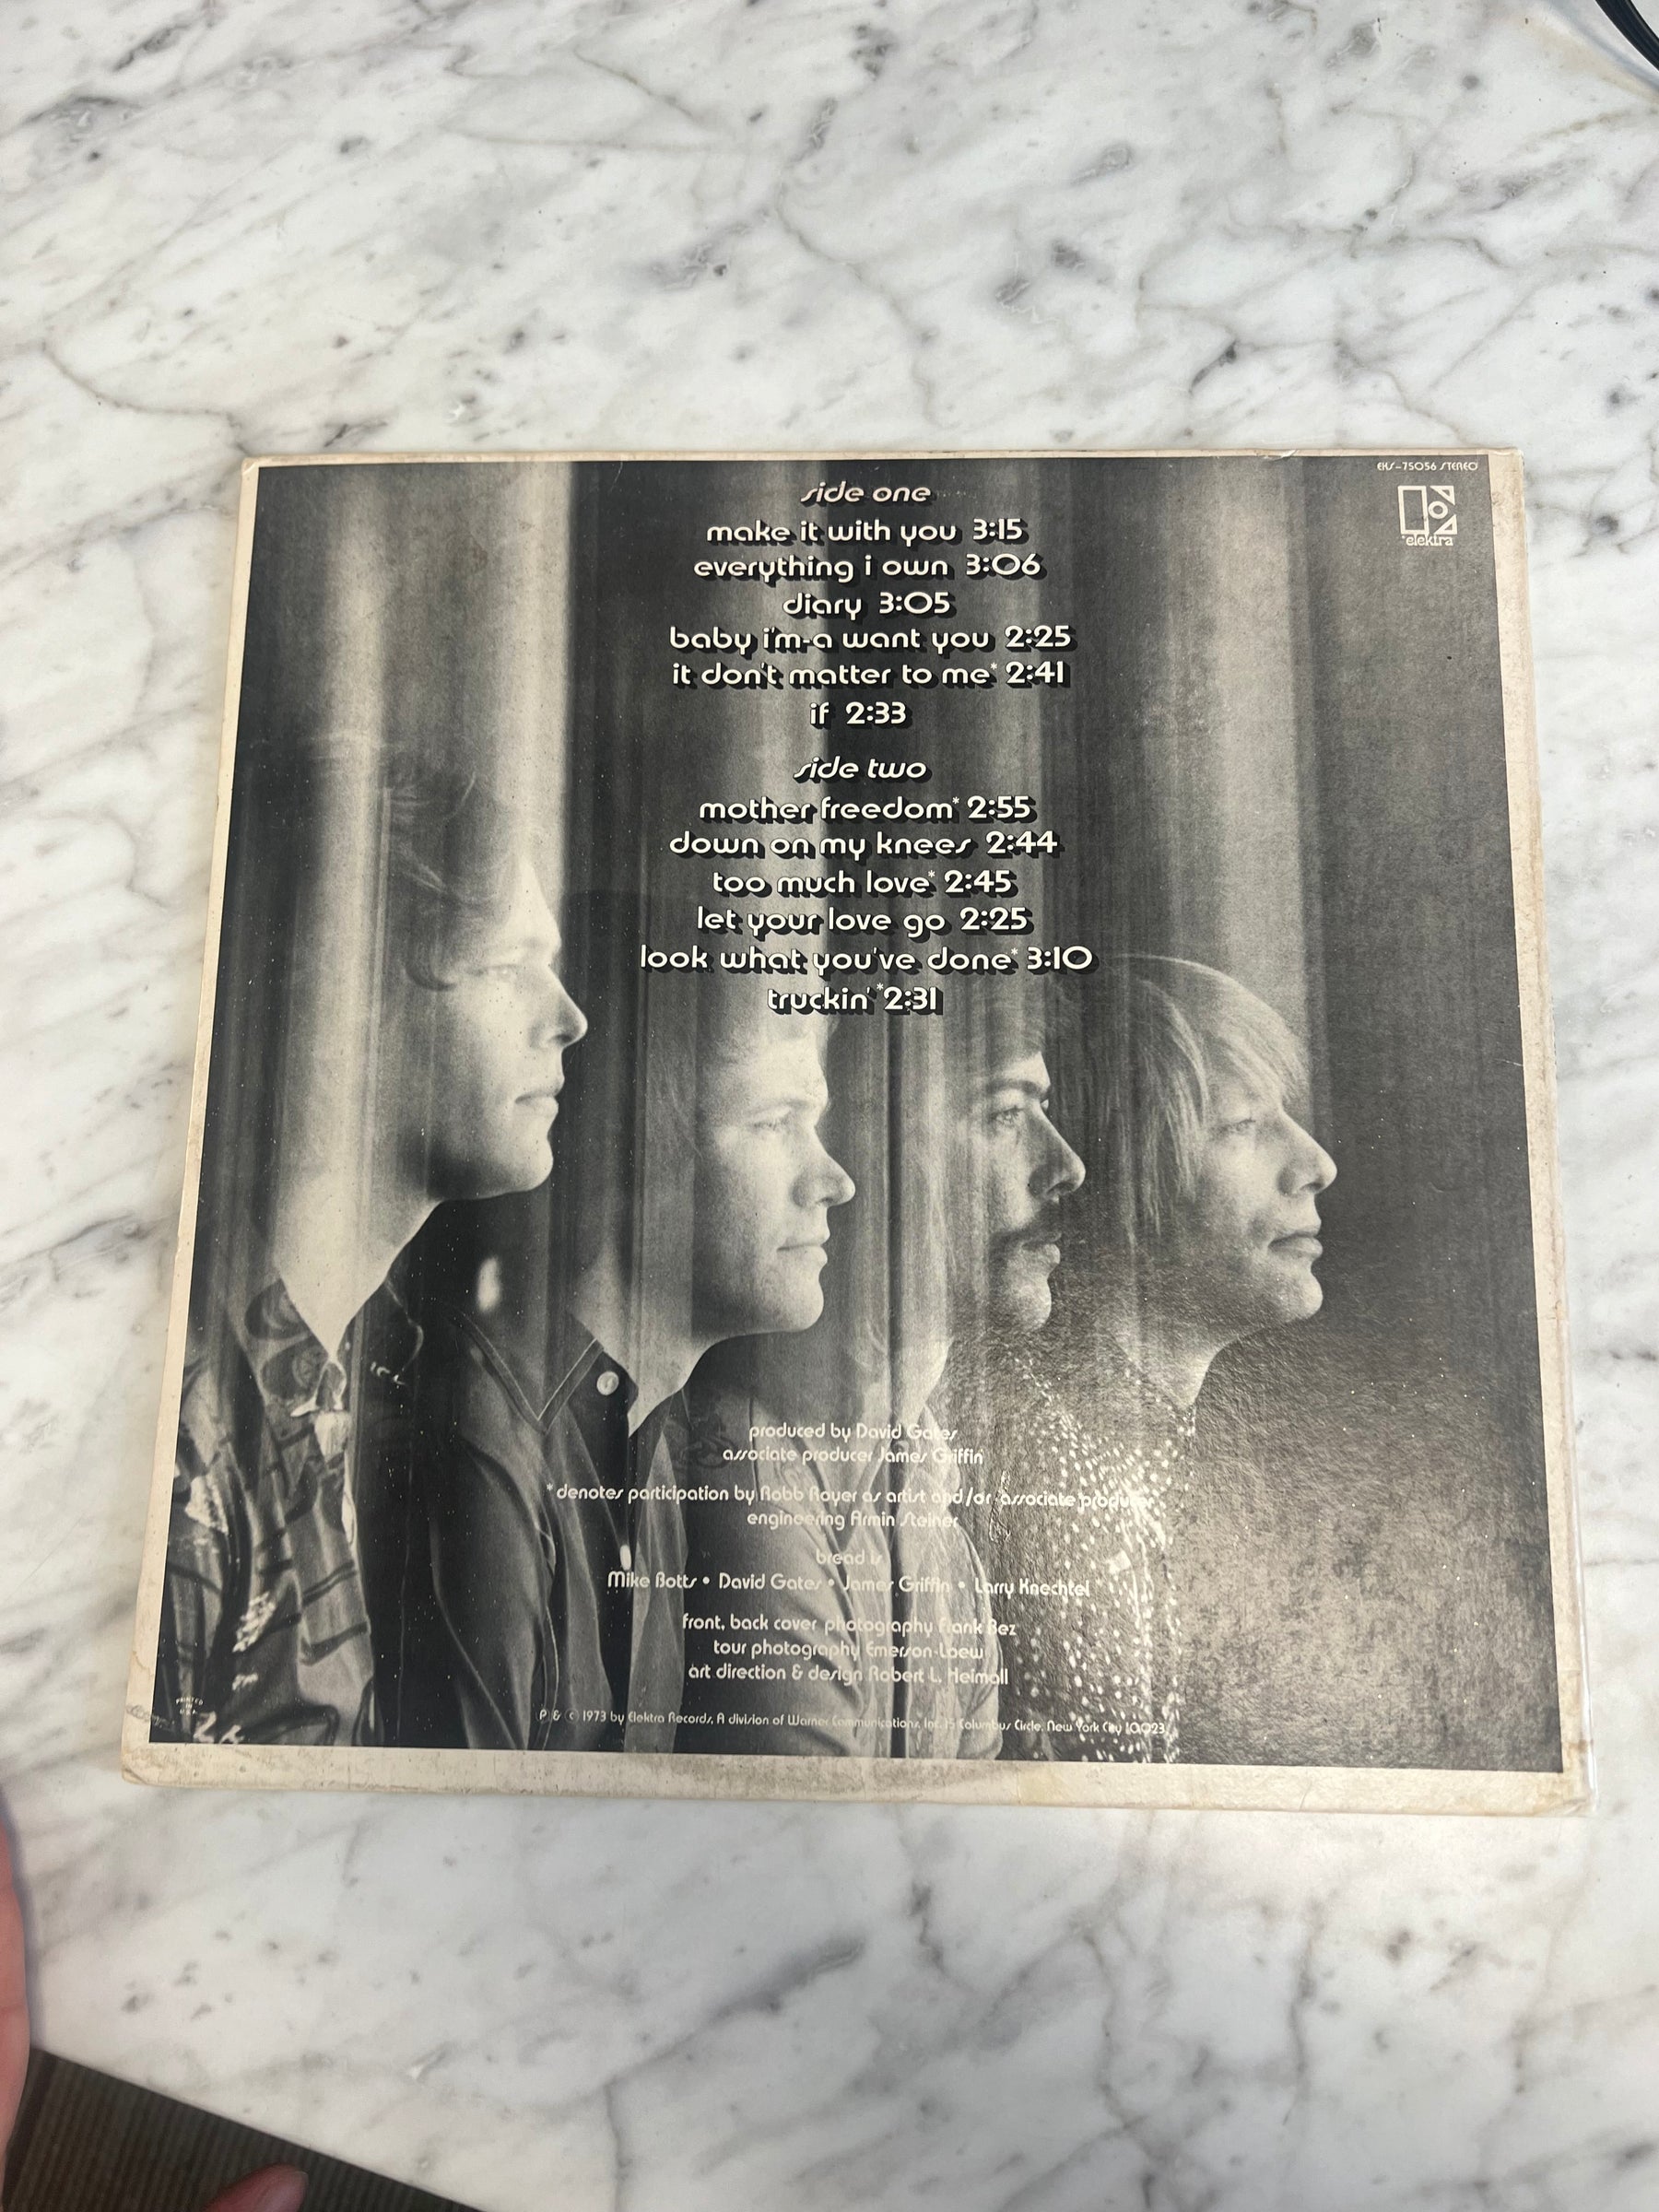 EKS-75056 STEREO
elektra
side one
make it with you 3:15
everything i own 3:06
diary 3:05
baby i'm-a want you 2:25
it don't matter to me* 2:41
if 2:33
side two
mother freedom* 2:55
down on my knees 2:44
too much love* 2:45
let your love go 2:25
look what you've done* 3:10
truckin'* 2:31
produced by David Gates
associate producer James Griffin
*denotes participation by Robb Royer as artist and/or associate producer
engineering Armin Steiner
bread is
Mike Botts • David Gates • James Griffin • Larry Knechtel
front, back cover photography Frank Bez
tour photography Emerson-Loew
art direction & design Robert L. Heimall
PRINTED
IN
U.S.A.
℗ & © 1973 by Elektra Records, A division of Warner Communications, Inc. 15 Columbus Circle, New York City 10023